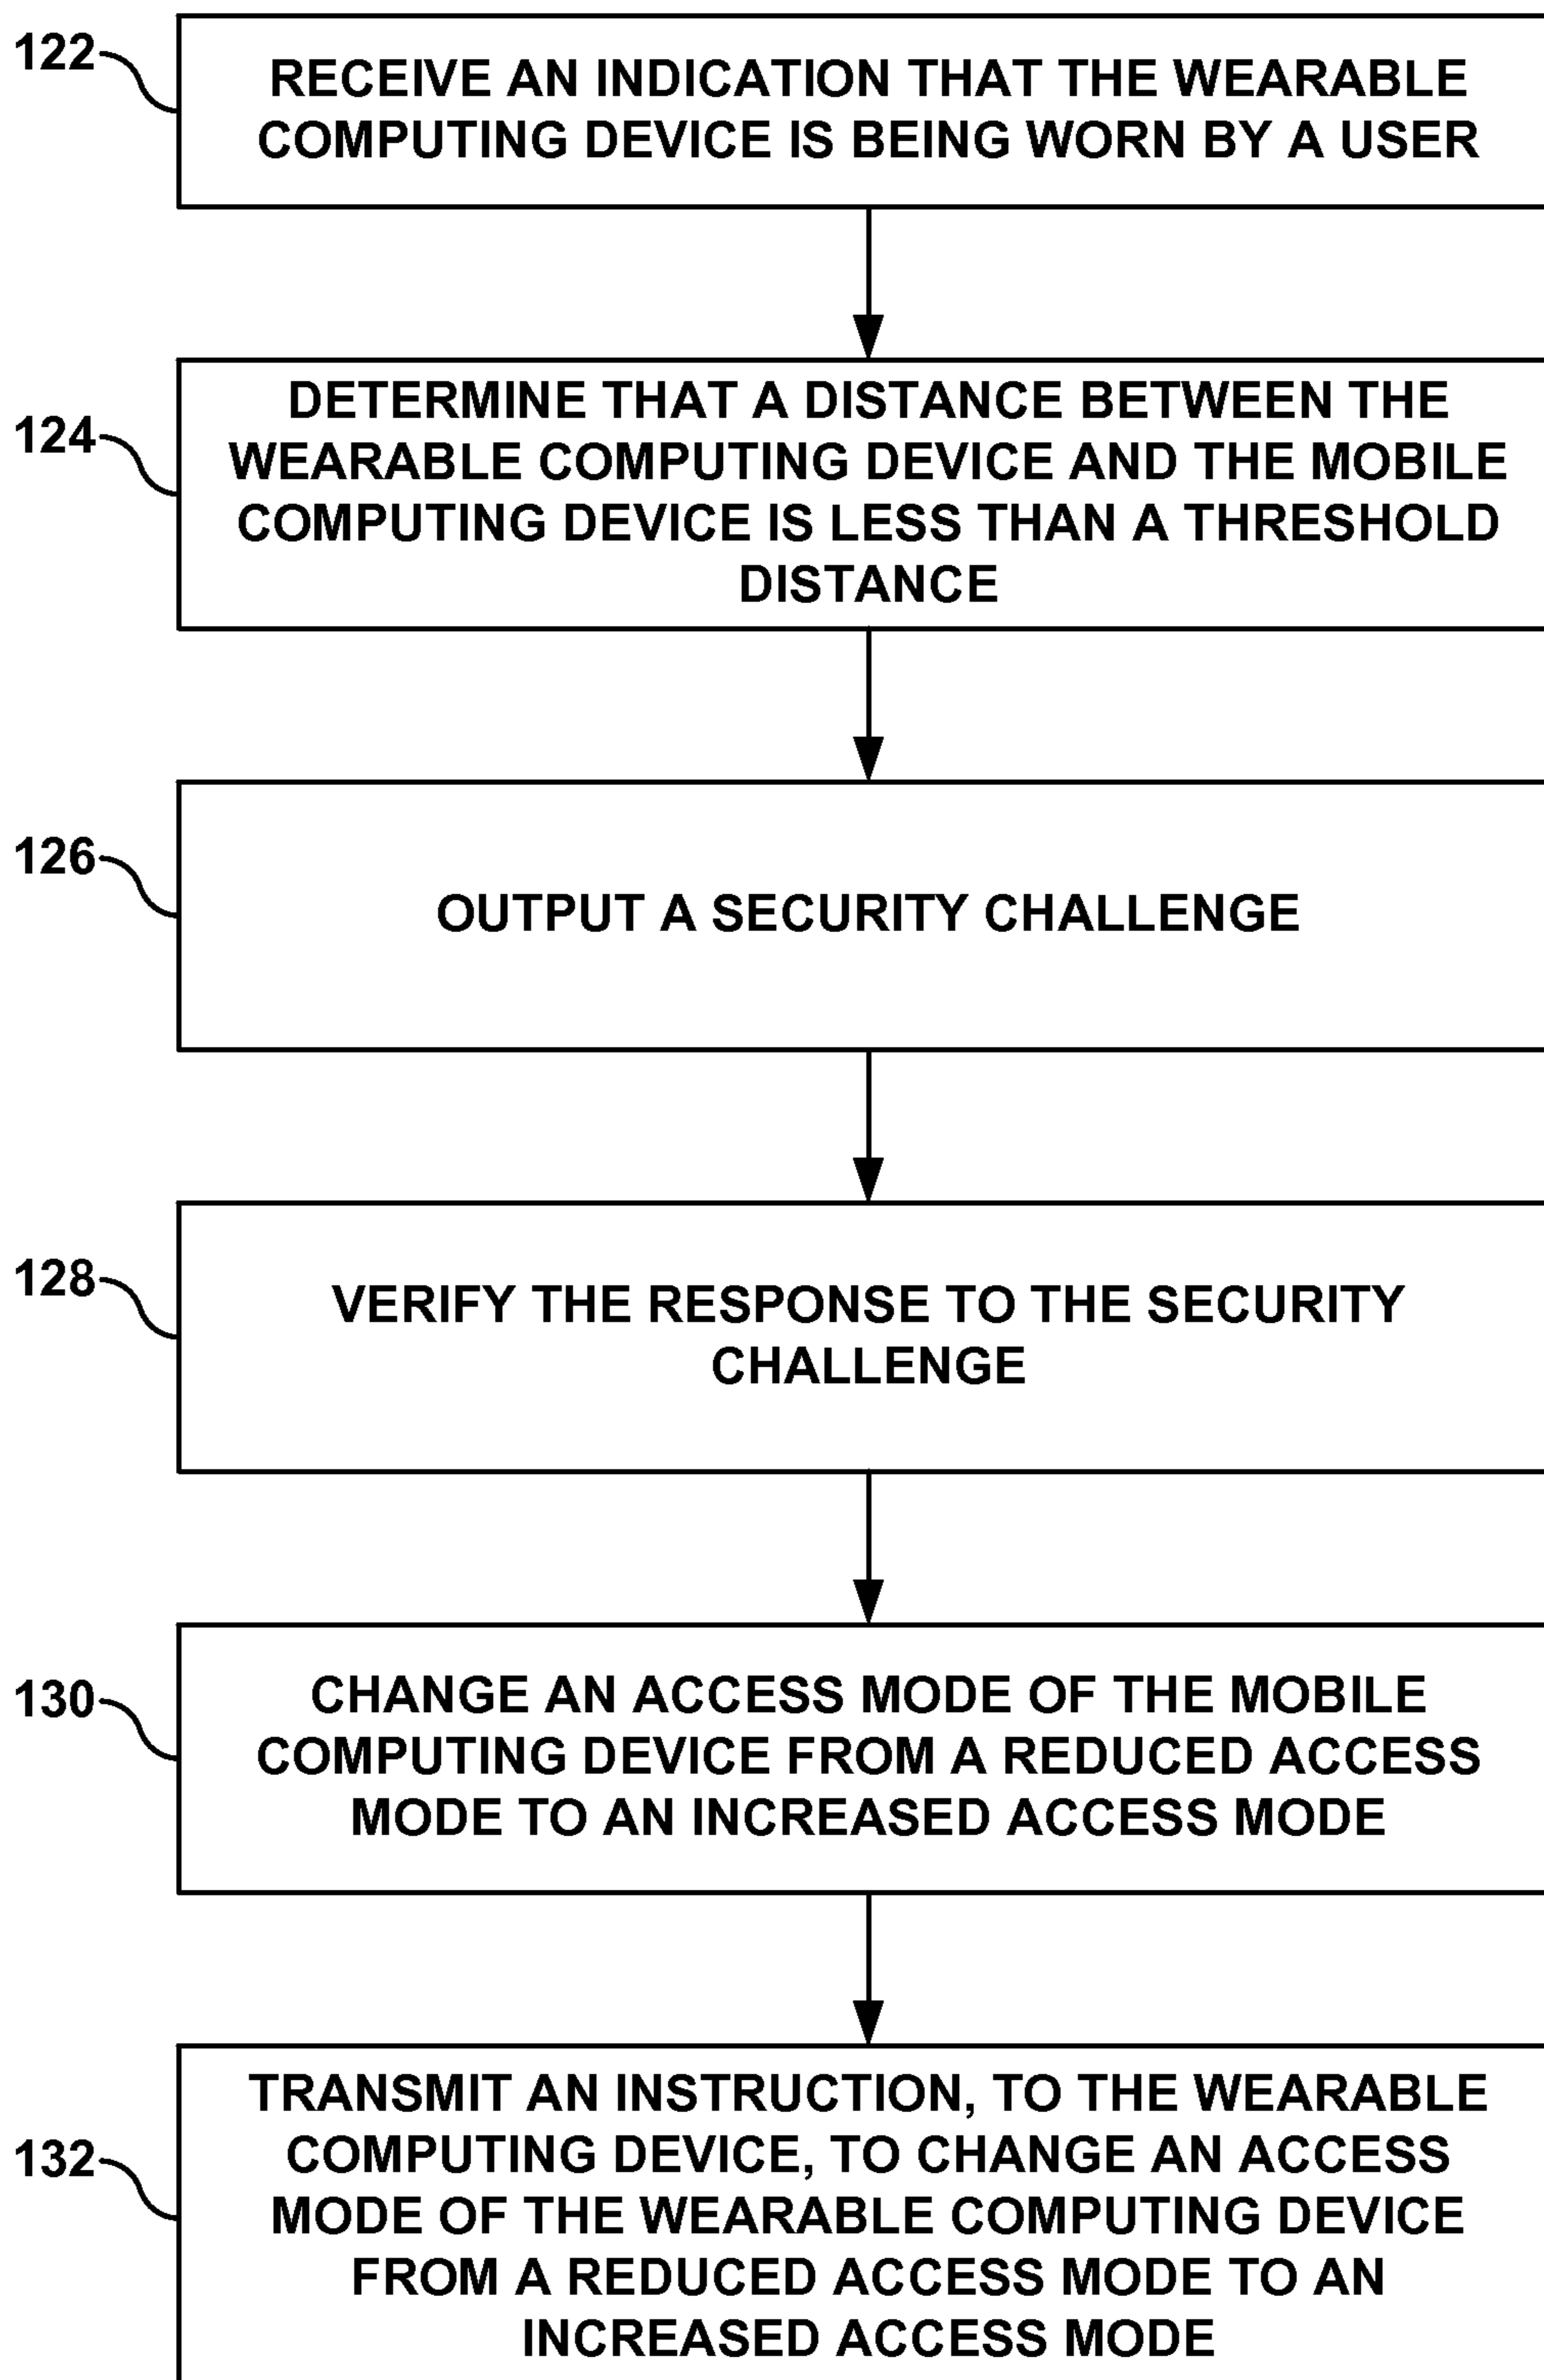 122
RECEIVE AN INDICATION THAT THE WEARABLE
COMPUTING DEVICE IS BEING WORN BY A USER
124
DETERMINE THAT A DISTANCE BETWEEN THE
WEARABLE COMPUTING DEVICE AND THE MOBILE
COMPUTING DEVICE IS LESS THAN A THRESHOLD
DISTANCE
126
OUTPUT A SECURITY CHALLENGE
128
VERIFY THE RESPONSE TO THE SECURITY
CHALLENGE
130
CHANGE AN ACCESS MODE OF THE MOBILE
COMPUTING DEVICE FROM A REDUCED ACCESS
MODE TO AN INCREASED ACCESS MODE
132
TRANSMIT AN INSTRUCTION, TO THE WEARABLE
COMPUTING DEVICE, TO CHANGE AN ACCESS
MODE OF THE WEARABLE COMPUTING DEVICE
FROM A REDUCED ACCESS MODE TO AN
INCREASED ACCESS MODE